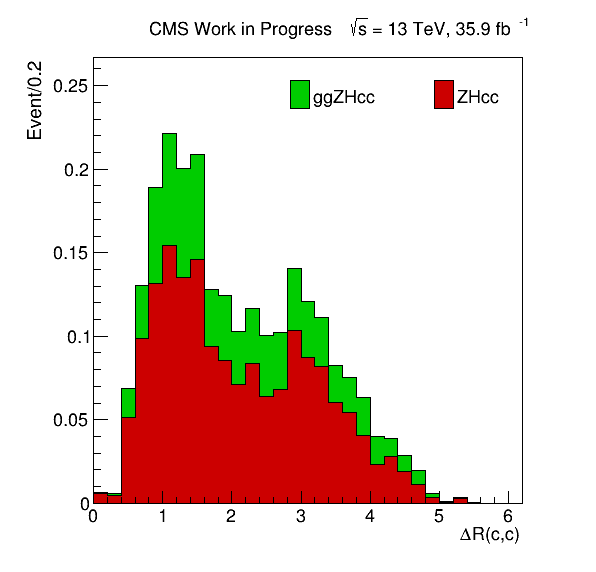 CMS Work in Progress √s = 13 TeV, 35.9 fb⁻¹
Event/0.2
ggZHcc ZHcc
0.25
0.2
0.15
0.1
0.05
0
0 1 2 3 4 5 6
ΔR(c,c)